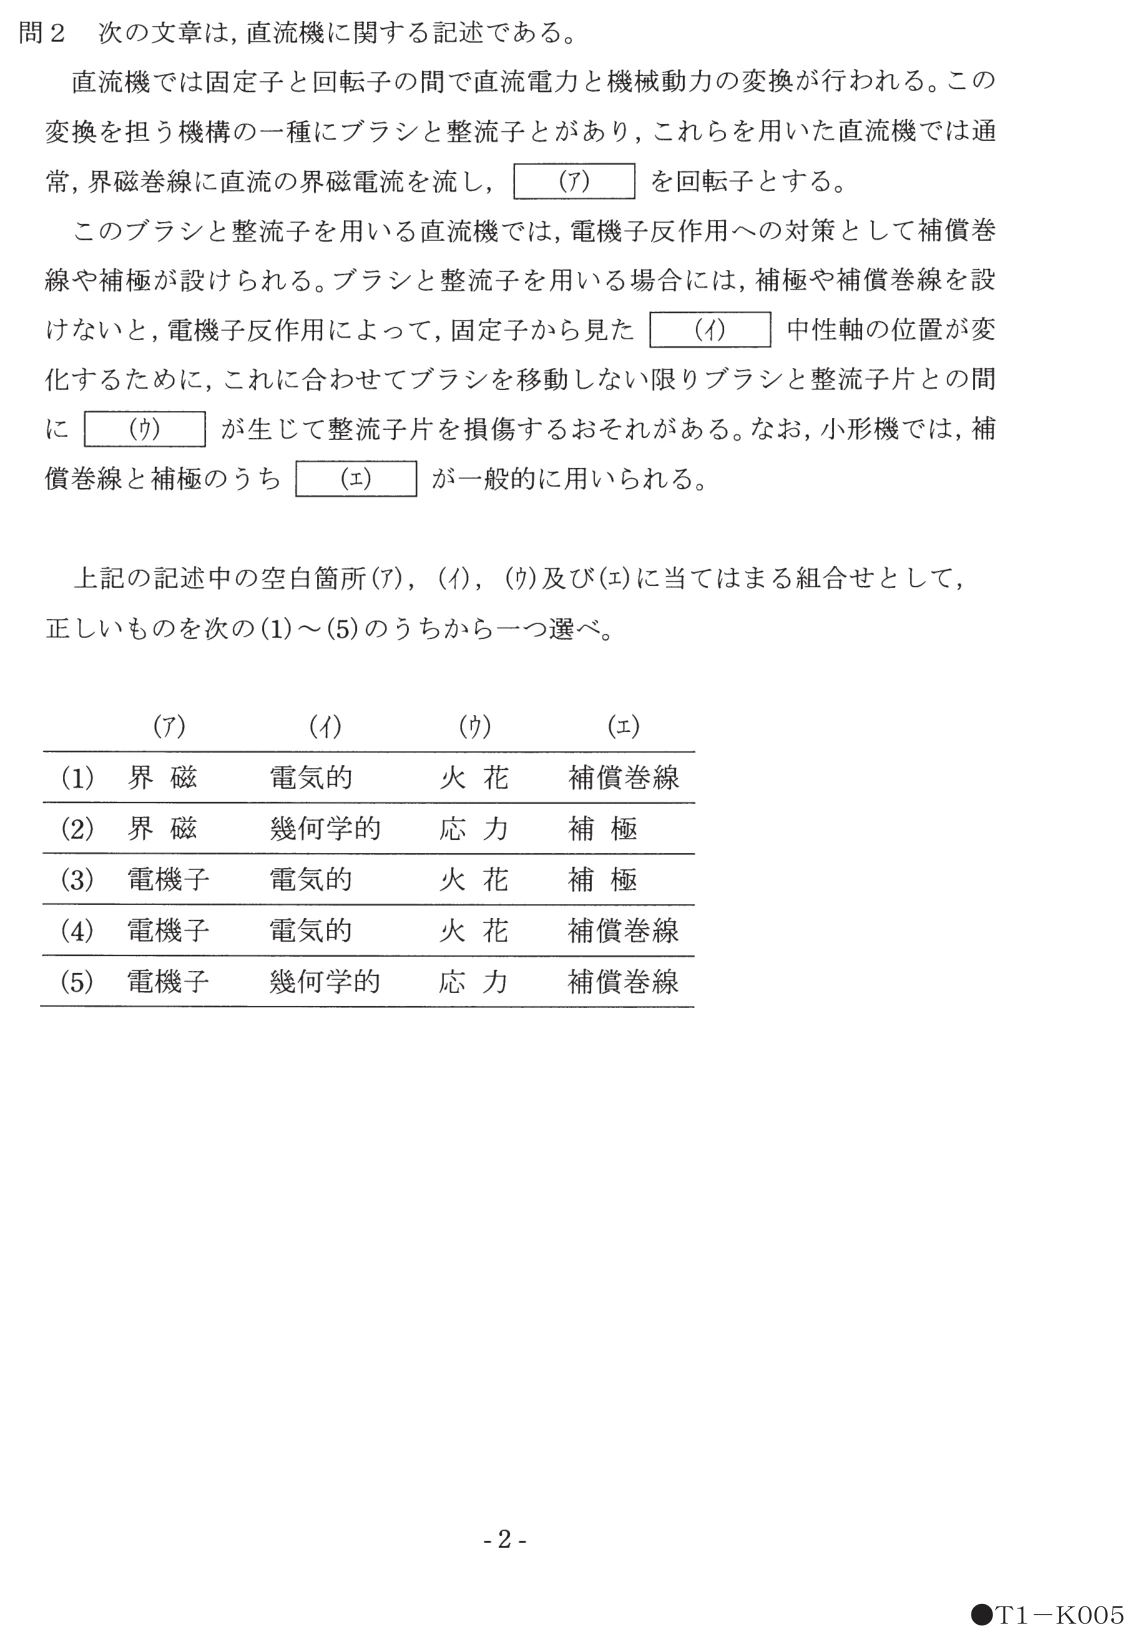 問2 次の文章は,直流機に関する記述である。
直流機では固定子と回転子の間で直流電力と機械動力の変換が行われる。この
変換を担う機構の一種にブラシと整流子とがあり,これらを用いた直流機では通
常,界磁巻線に直流の界磁電流を流し, (ア) を回転子とする。
このブラシと整流子を用いる直流機では,電機子反作用への対策として補償巻
線や補極が設けられる。ブラシと整流子を用いる場合には,補極や補償巻線を設
けないと,電機子反作用によって,固定子から見た (イ) 中性軸の位置が変
化するために,これに合わせてブラシを移動しない限りブラシと整流子片との間
に (ウ) が生じて整流子片を損傷するおそれがある。なお,小形機では,補
償巻線と補極のうち (エ) が一般的に用いられる。
上記の記述中の空白箇所(ア),(イ),(ウ)及び(エ)に当てはまる組合せとして,
正しいものを次の(1)～(5)のうちから一つ選べ。
(ア) (イ) (ウ) (エ)
(1) 界磁 電気的 火花 補償巻線
(2) 界磁 幾何学的 応力 補極
(3) 電機子 電気的 火花 補極
(4) 電機子 電気的 火花 補償巻線
(5) 電機子 幾何学的 応力 補償巻線
- 2 -
●T1－K005